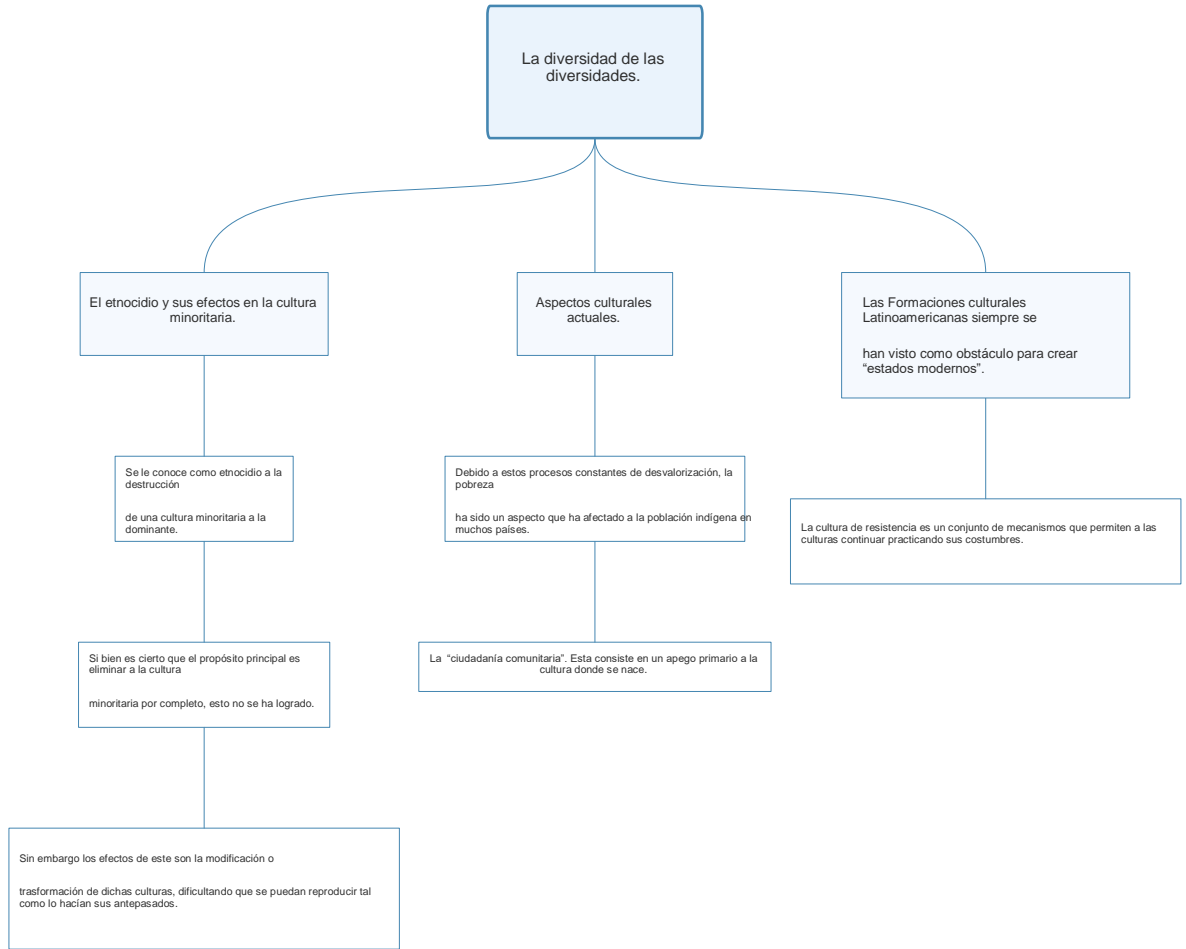 La diversidad de las
diversidades.
El etnocidio y sus efectos en la cultura
minoritaria.
Aspectos culturales
actuales.
Las Formaciones culturales
Latinoamericanas siempre se
han visto como obstáculo para crear
“estados modernos”.
Se le conoce como etnocidio a la
destrucción
de una cultura minoritaria a la
dominante.
Debido a estos procesos constantes de desvalorización, la
pobreza
ha sido un aspecto que ha afectado a la población indígena en
muchos países.
La cultura de resistencia es un conjunto de mecanismos que permiten a las
culturas continuar practicando sus costumbres.
Si bien es cierto que el propósito principal es
eliminar a la cultura
minoritaria por completo, esto no se ha logrado.
La “ciudadanía comunitaria”. Esta consiste en un apego primario a la
cultura donde se nace.
Sin embargo los efectos de este son la modificación o
trasformación de dichas culturas, dificultando que se puedan reproducir tal
como lo hacían sus antepasados.